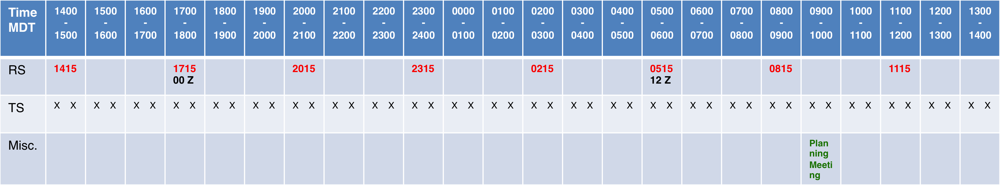 Time MDT 1400 - 1500 1500 - 1600 1600 - 1700 1700 - 1800 1800 - 1900 1900 - 2000 2000 - 2100 2100 - 2200 2200 - 2300 2300 - 2400 0000 - 0100 0100 - 0200 0200 - 0300 0300 - 0400 0400 - 0500 0500 - 0600 0600 - 0700 0700 - 0800 0800 - 0900 0900 - 1000 1000 - 1100 1100 - 1200 1200 - 1300 1300 - 1400
RS 1415 1715 2015 2315 0215 0515 0815 1115
00 Z 12 Z
TS X X X X X X X X X X X X X X X X X X X X X X X X X X X X X X X X X X X X X X X X X X X X X X X X
Misc. Plan
ning
Meeti
ng